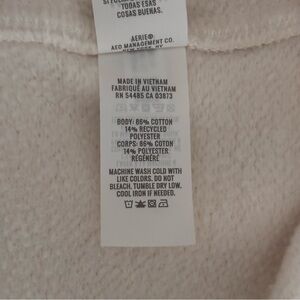 TODAS ESAS
COSAS BUENAS.
AERIE®
AEO MANAGEMENT CO.
MADE IN VIETNAM
FABRIQUÉ AU VIETNAM
RN 54485 CA 03873
BODY: 86% COTTON
14% RECYCLED
POLYESTER
CORPS: 86% COTON
14% POLYESTER
RÉGÉNÉRÉ
MACHINE WASH COLD WITH
LIKE COLORS. DO NOT
BLEACH. TUMBLE DRY LOW.
COOL IRON IF NEEDED.